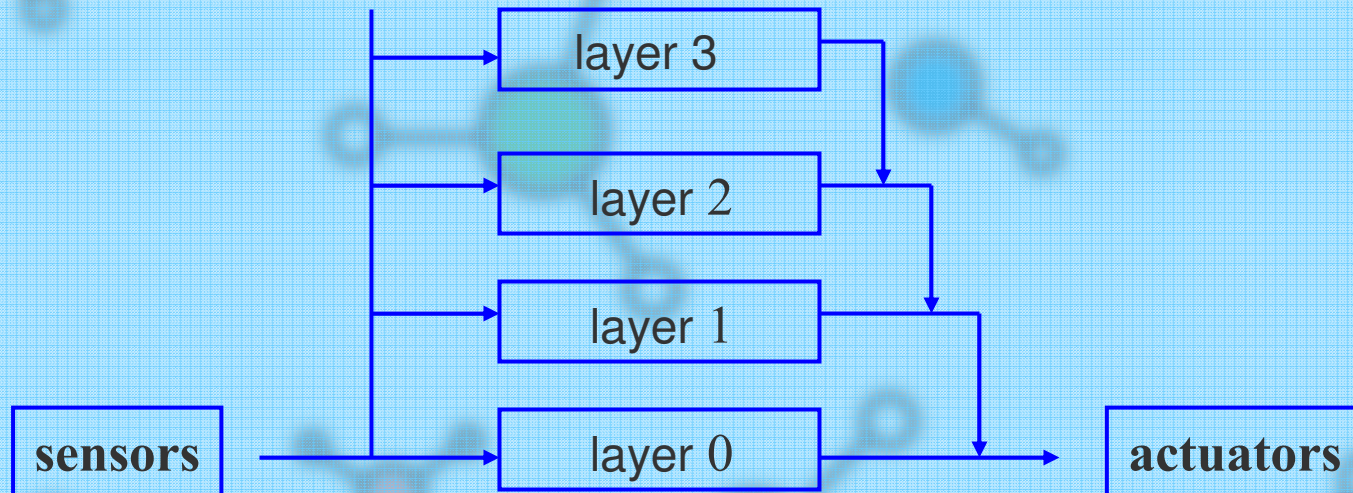 layer 3
layer 2
layer 1
sensors
layer 0
actuators